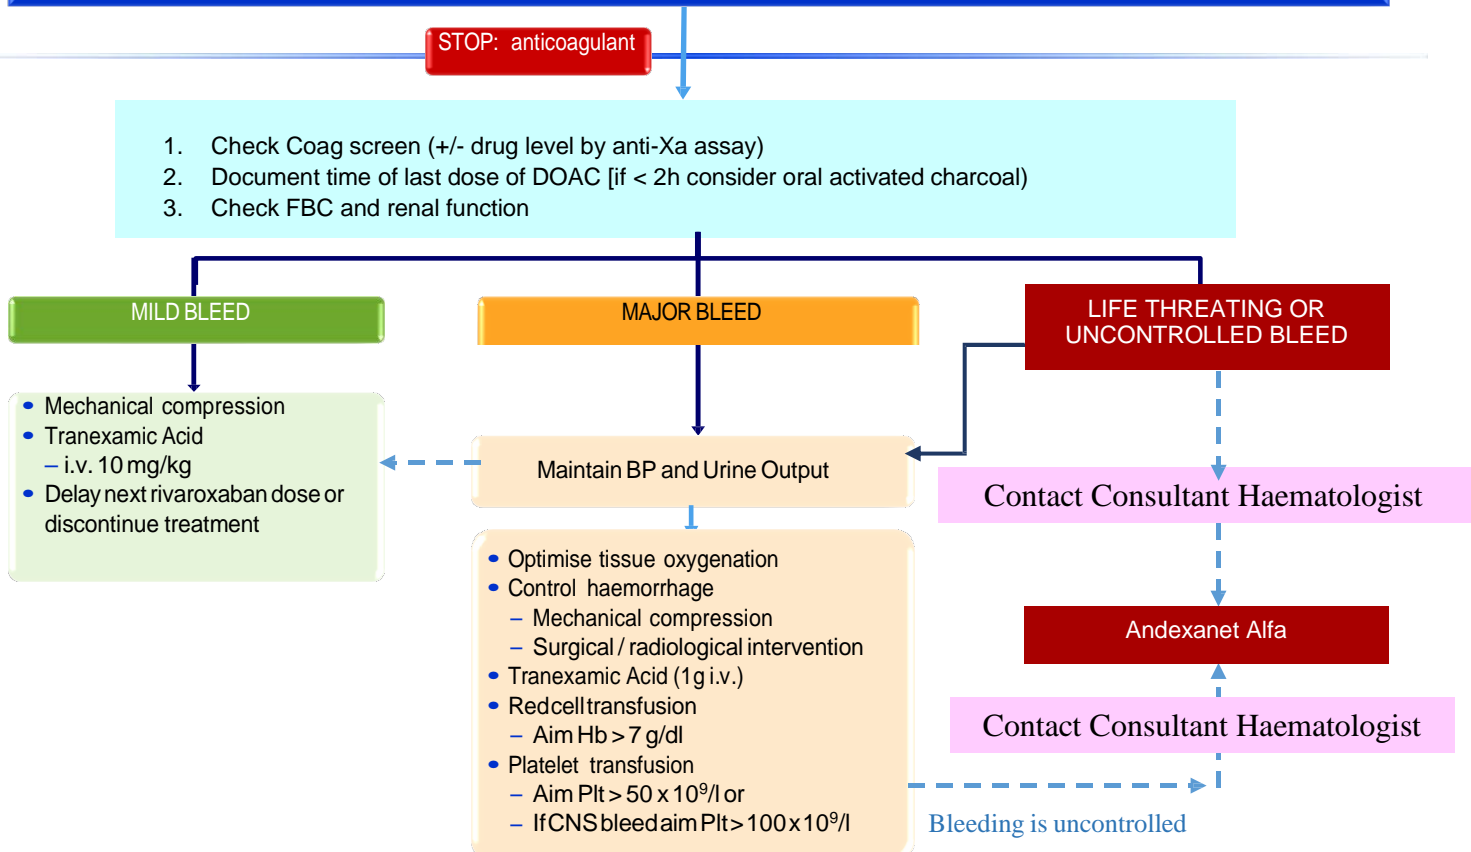 STOP: anticoagulant
1. Check Coag screen (+/- drug level by anti-Xa assay)
2. Document time of last dose of DOAC [if < 2h consider oral activated charcoal)
3. Check FBC and renal function
MILD BLEED
MAJOR BLEED
LIFE THREATING OR
UNCONTROLLED BLEED
• Mechanical compression
• Tranexamic Acid
– i.v. 10 mg/kg
• Delay next rivaroxaban dose or
discontinue treatment
Maintain BP and Urine Output
Contact Consultant Haematologist
• Optimise tissue oxygenation
• Control haemorrhage
– Mechanical compression
– Surgical / radiological intervention
• Tranexamic Acid (1g i.v.)
• Red cell transfusion
– Aim Hb > 7 g/dl
• Platelet transfusion
– Aim Plt > 50 x 10⁹/l or
– If CNS bleed aim Plt > 100 x 10⁹/l
Andexanet Alfa
Contact Consultant Haematologist
Bleeding is uncontrolled